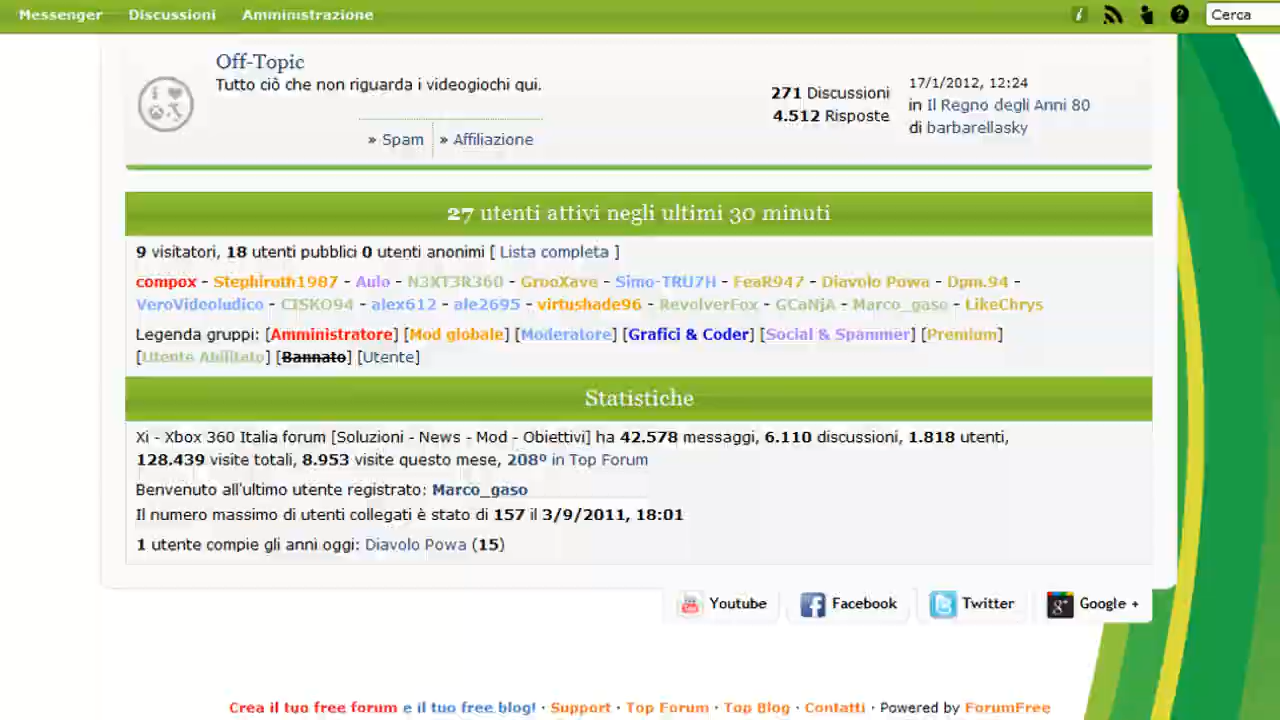 Messenger Discussioni Amministrazione Cerca
Off-Topic
Tutto ciò che non riguarda i videogiochi qui.
» Spam » Affiliazione
271 Discussioni
4.512 Risposte
17/1/2012, 12:24
in Il Regno degli Anni 80
di barbarellasky
27 utenti attivi negli ultimi 30 minuti
9 visitatori, 18 utenti pubblici 0 utenti anonimi [ Lista completa ]
compox - Stephiroth1987 - Aulo - N3XT3R360 - GrooXave - Simo-TRU7H - FeaR947 - Diavolo Powa - Dpm.94 -
VeroVideoludico - CISKO94 - alex612 - ale2695 - virtushade96 - RevolverFox - GCaNjA - Marco_gaso - LikeChrys
Legenda gruppi: [Amministratore] [Mod globale] [Moderatore] [Grafici & Coder] [Social & Spammer] [Premium]
[Utente Abilitato] [Bannato] [Utente]
Statistiche
Xi - Xbox 360 Italia forum [Soluzioni - News - Mod - Obiettivi] ha 42.578 messaggi, 6.110 discussioni, 1.818 utenti,
128.439 visite totali, 8.953 visite questo mese, 208º in Top Forum
Benvenuto all'ultimo utente registrato: Marco_gaso
Il numero massimo di utenti collegati è stato di 157 il 3/9/2011, 18:01
1 utente compie gli anni oggi: Diavolo Powa (15)
Youtube Facebook Twitter Google +
Crea il tuo free forum e il tuo free blog! · Support · Top Forum · Top Blog · Contatti · Powered by ForumFree